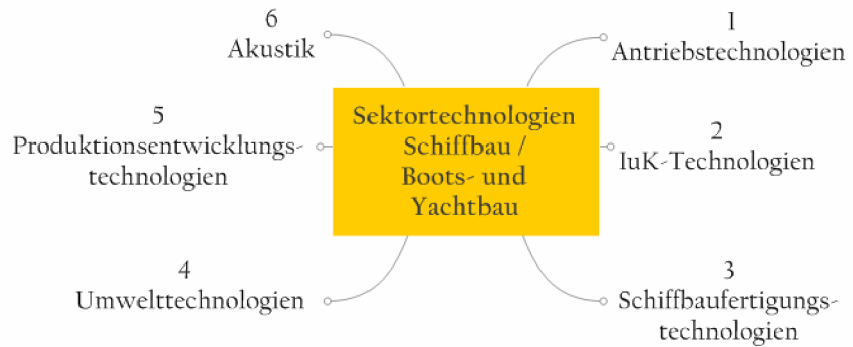 6
Akustik
1
Antriebstechnologien
Sektortechnologien
Schiffbau /
Boots- und
Yachtbau
5
Produktionsentwicklungs-
technologien
2
IuK-Technologien
4
Umwelttechnologien
3
Schiffbaufertigungs-
technologien